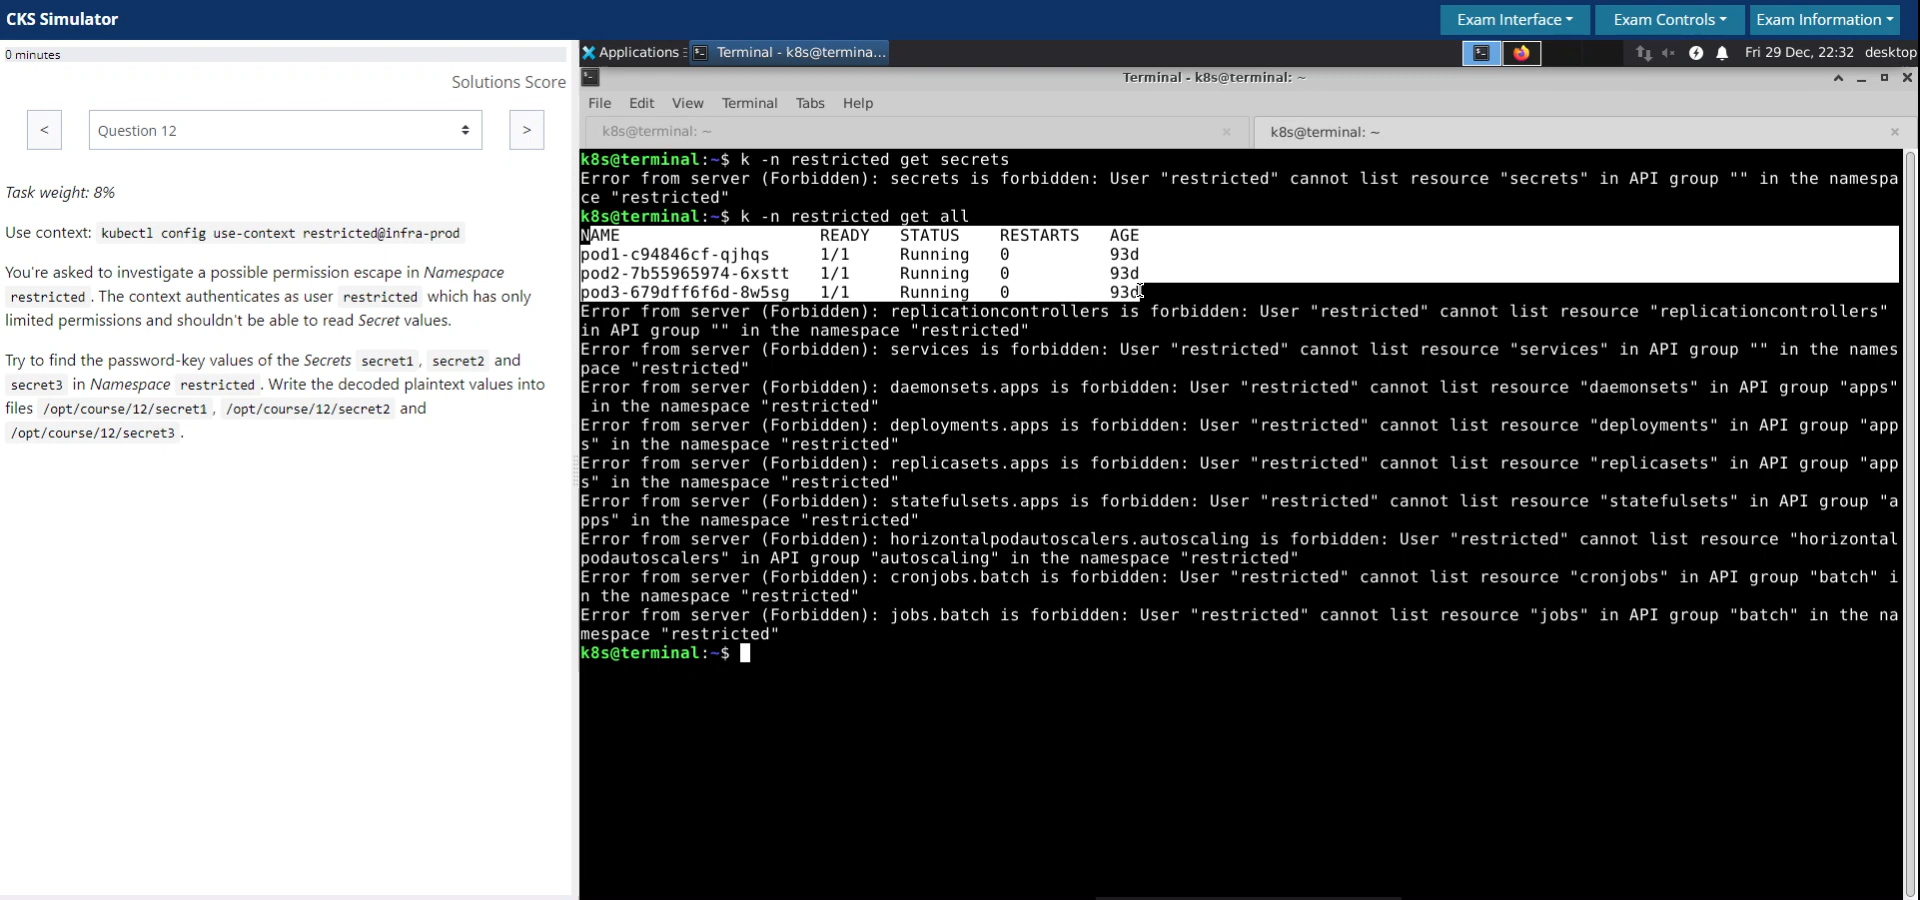 CKS Simulator
Exam Interface
Exam Controls
Exam Information
0 minutes
Solutions Score
<
Question 12
>
Task weight: 8%
Use context: kubectl config use-context restricted@infra-prod
You're asked to investigate a possible permission escape in Namespace
restricted . The context authenticates as user restricted which has only
limited permissions and shouldn't be able to read Secret values.
Try to find the password-key values of the Secrets secret1 , secret2 and
secret3 in Namespace restricted . Write the decoded plaintext values into
files /opt/course/12/secret1 , /opt/course/12/secret2 and
/opt/course/12/secret3 .
Applications
Terminal - k8s@termina...
Fri 29 Dec, 22:32
desktop
Terminal - k8s@terminal: ~
File Edit View Terminal Tabs Help
k8s@terminal: ~
k8s@terminal: ~
k8s@terminal:~$ k -n restricted get secrets
Error from server (Forbidden): secrets is forbidden: User "restricted" cannot list resource "secrets" in API group "" in the namespa
ce "restricted"
k8s@terminal:~$ k -n restricted get all
NAME READY STATUS RESTARTS AGE
pod1-c94846cf-qjhqs 1/1 Running 0 93d
pod2-7b55965974-6xstt 1/1 Running 0 93d
pod3-679dff6f6d-8w5sg 1/1 Running 0 93d
Error from server (Forbidden): replicationcontrollers is forbidden: User "restricted" cannot list resource "replicationcontrollers"
in API group "" in the namespace "restricted"
Error from server (Forbidden): services is forbidden: User "restricted" cannot list resource "services" in API group "" in the names
pace "restricted"
Error from server (Forbidden): daemonsets.apps is forbidden: User "restricted" cannot list resource "daemonsets" in API group "apps"
in the namespace "restricted"
Error from server (Forbidden): deployments.apps is forbidden: User "restricted" cannot list resource "deployments" in API group "app
s" in the namespace "restricted"
Error from server (Forbidden): replicasets.apps is forbidden: User "restricted" cannot list resource "replicasets" in API group "app
s" in the namespace "restricted"
Error from server (Forbidden): statefulsets.apps is forbidden: User "restricted" cannot list resource "statefulsets" in API group "a
pps" in the namespace "restricted"
Error from server (Forbidden): horizontalpodautoscalers.autoscaling is forbidden: User "restricted" cannot list resource "horizontal
podautoscalers" in API group "autoscaling" in the namespace "restricted"
Error from server (Forbidden): cronjobs.batch is forbidden: User "restricted" cannot list resource "cronjobs" in API group "batch" i
n the namespace "restricted"
Error from server (Forbidden): jobs.batch is forbidden: User "restricted" cannot list resource "jobs" in API group "batch" in the na
mespace "restricted"
k8s@terminal:~$